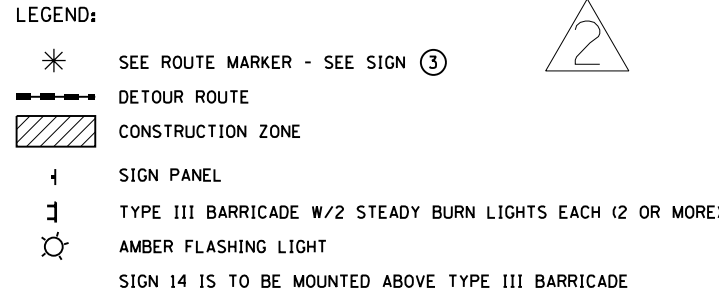 LEGEND:
2
SEE ROUTE MARKER - SEE SIGN 3
DETOUR ROUTE
CONSTRUCTION ZONE
SIGN PANEL
TYPE III BARRICADE W/2 STEADY BURN LIGHTS EACH (2 OR MORE)
AMBER FLASHING LIGHT
SIGN 14 IS TO BE MOUNTED ABOVE TYPE III BARRICADE